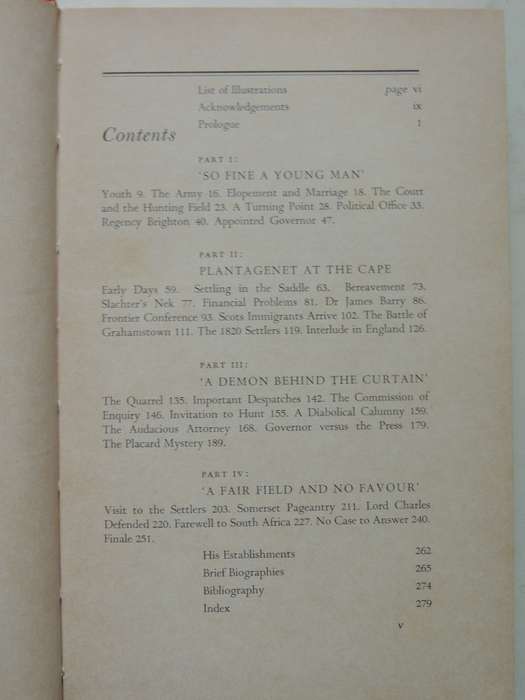 List of Illustrations page vi
Acknowledgements ix
Prologue 1
Contents
PART I:
'SO FINE A YOUNG MAN'
Youth 9. The Army 16. Elopement and Marriage 18. The Court
and the Hunting Field 23. A Turning Point 28. Political Office 33.
Regency Brighton 40. Appointed Governor 47.
PART II:
PLANTAGENET AT THE CAPE
Early Days 59. Settling in the Saddle 63. Bereavement 73.
Slachter's Nek 77. Financial Problems 81. Dr James Barry 86.
Frontier Conference 93. Scots Immigrants Arrive 102. The Battle of
Grahamstown 111. The 1820 Settlers 119. Interlude in England 126.
PART III:
'A DEMON BEHIND THE CURTAIN'
The Quarrel 135. Important Despatches 142. The Commission of
Enquiry 146. Invitation to Hunt 155. A Diabolical Calumny 159.
The Audacious Attorney 168. Governor versus the Press 179.
The Placard Mystery 189.
PART IV:
'A FAIR FIELD AND NO FAVOUR'
Visit to the Settlers 203. Somerset Pageantry 211. Lord Charles
Defended 220. Farewell to South Africa 227. No Case to Answer 240.
Finale 251.
His Establishments 262
Brief Biographies 265
Bibliography 274
Index 279
v